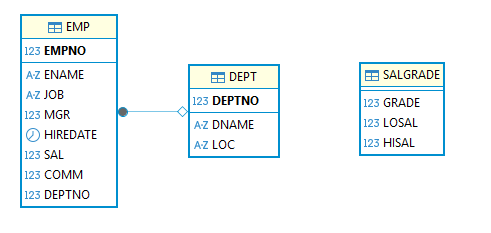 EMP
123 EMPNO
A-Z ENAME
A-Z JOB
123 MGR
HIREDATE
123 SAL
123 COMM
123 DEPTNO
DEPT
123 DEPTNO
A-Z DNAME
A-Z LOC
SALGRADE
123 GRADE
123 LOSAL
123 HISAL